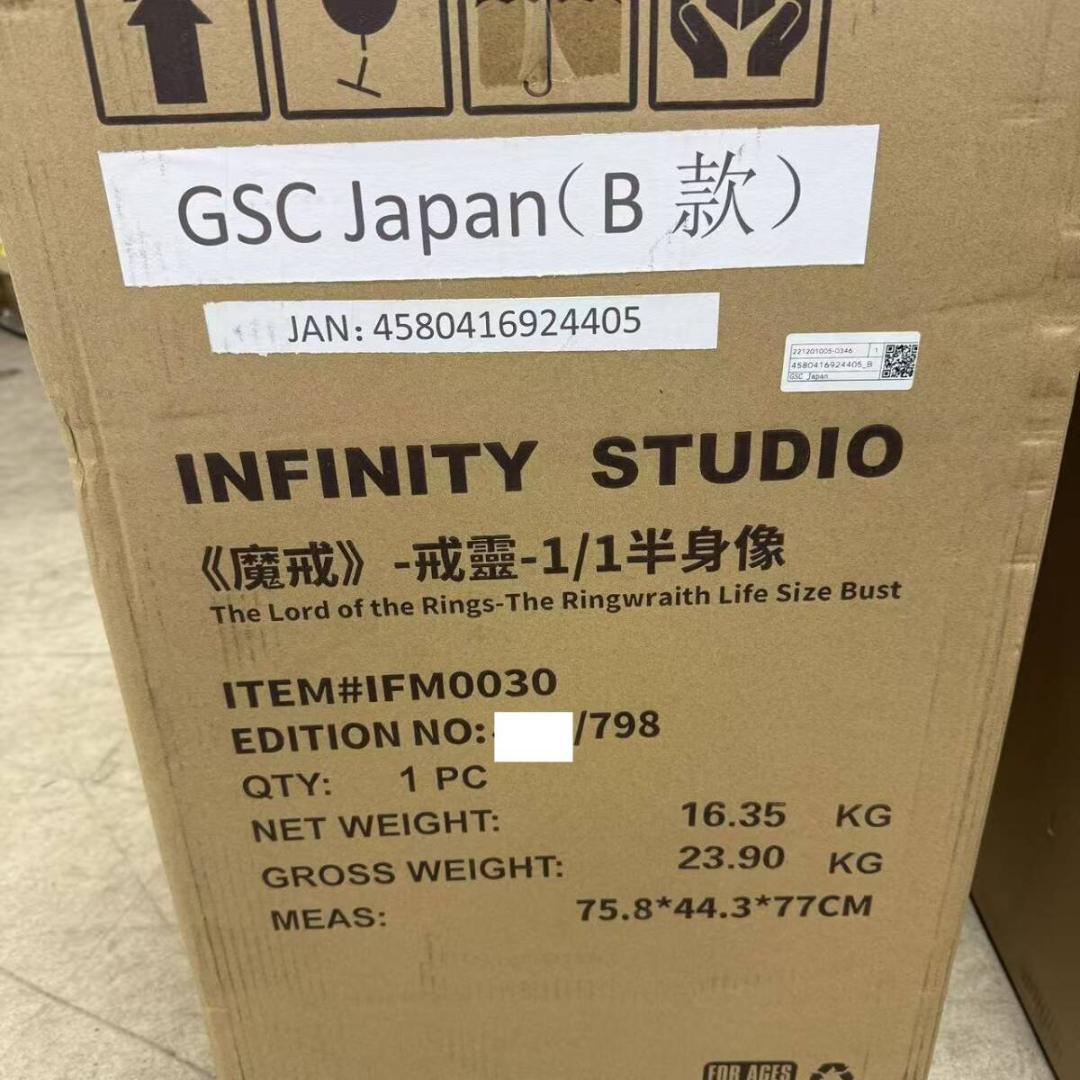 GSC Japan（B 款）
JAN: 4580416924405
221201005-0346 1
4580416924405_B
GSC Japan
INFINITY STUDIO
《魔戒》-戒靈-1/1半身像
The Lord of the Rings-The Ringwraith Life Size Bust
ITEM#IFM0030
EDITION NO: /798
QTY: 1 PC
NET WEIGHT: 16.35 KG
GROSS WEIGHT: 23.90 KG
MEAS: 75.8*44.3*77CM
FOR AGES